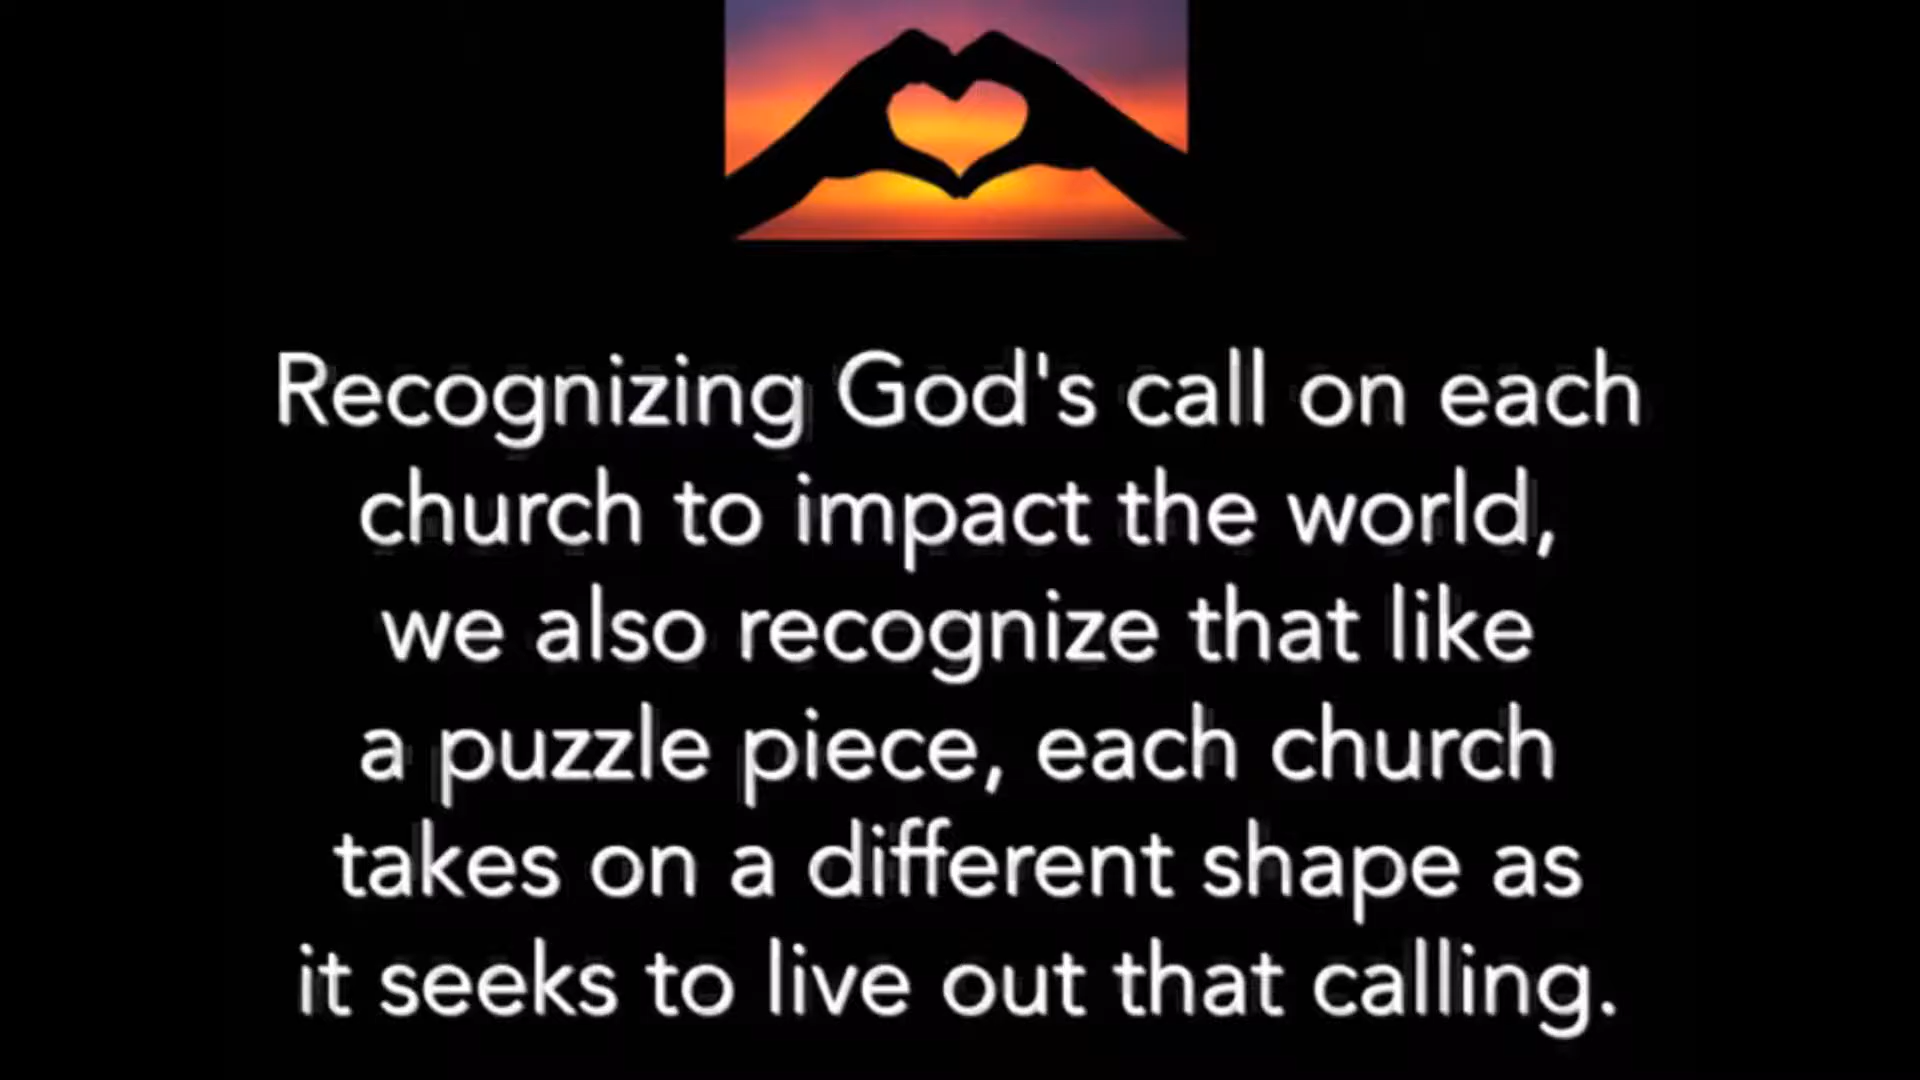 Recognizing God's call on each
church to impact the world,
we also recognize that like
a puzzle piece, each church
takes on a different shape as
it seeks to live out that calling.